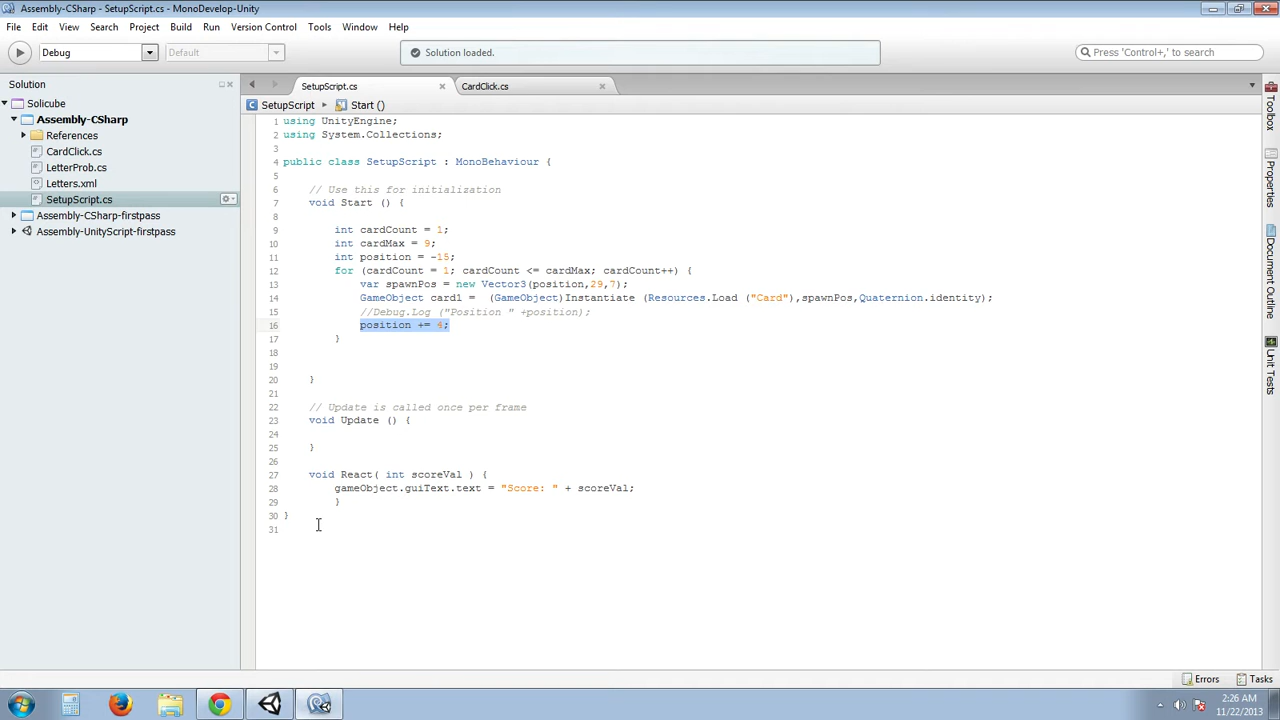 Assembly-CSharp - SetupScript.cs - MonoDevelop-Unity
File Edit View Search Project Build Run Version Control Tools Window Help
Debug Default Solution loaded. Press 'Control+,' to search
Solution
Solicube
Assembly-CSharp
References
CardClick.cs
LetterProb.cs
Letters.xml
SetupScript.cs
Assembly-CSharp-firstpass
Assembly-UnityScript-firstpass
SetupScript.cs CardClick.cs
SetupScript Start ()
1 using UnityEngine;
2 using System.Collections;
3
4 public class SetupScript : MonoBehaviour {
5
6 // Use this for initialization
7 void Start () {
8
9 int cardCount = 1;
10 int cardMax = 9;
11 int position = -15;
12 for (cardCount = 1; cardCount <= cardMax; cardCount++) {
13 var spawnPos = new Vector3(position,29,7);
14 GameObject card1 = (GameObject)Instantiate (Resources.Load ("Card"),spawnPos,Quaternion.identity);
15 //Debug.Log ("Position " +position);
16 position += 4;
17 }
18
19
20 }
21
22 // Update is called once per frame
23 void Update () {
24
25 }
26
27 void React( int scoreVal ) {
28 gameObject.guiText.text = "Score: " + scoreVal;
29 }
30 }
31
Toolbox
Properties
Document Outline
Unit Tests
Errors Tasks
2:26 AM
11/22/2013